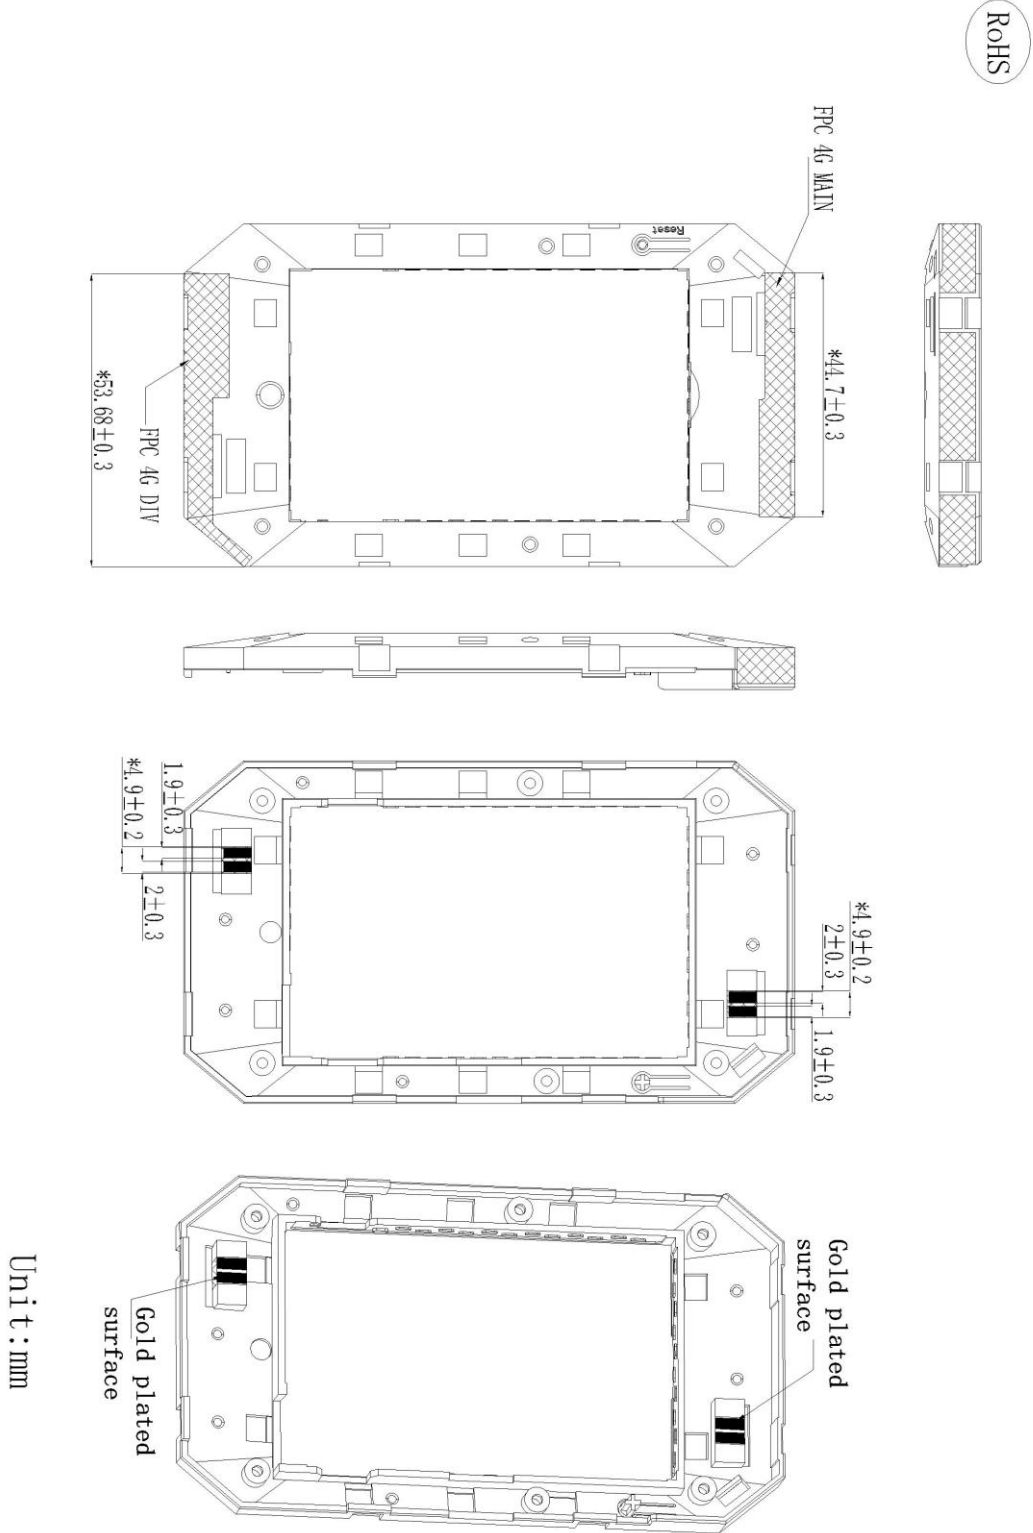 RoHS
FPC 4G MAIN
Reset
*44.7±0.3
*53.68±0.3
FPC 4G DIV
1.9±0.3
*4.9±0.2
2±0.3
*4.9±0.2
2±0.3
1.9±0.3
Gold plated
surface
Gold plated
surface
Unit:mm